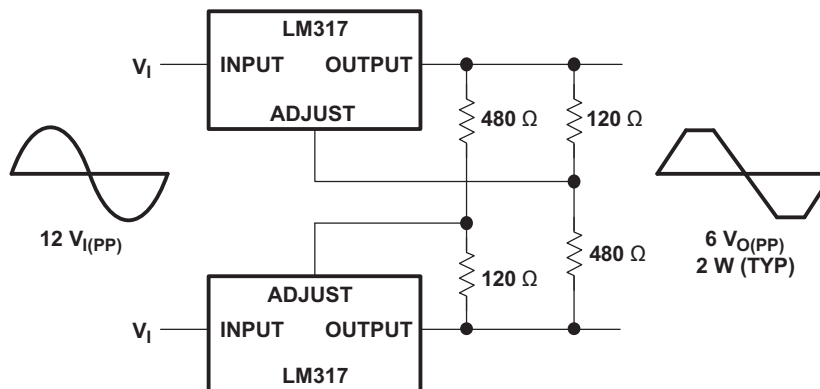 LM317
V_I INPUT OUTPUT
ADJUST
480 Ω
120 Ω
12 V_I(PP)
6 V_O(PP)
2 W (TYP)
120 Ω
480 Ω
ADJUST
V_I INPUT OUTPUT
LM317